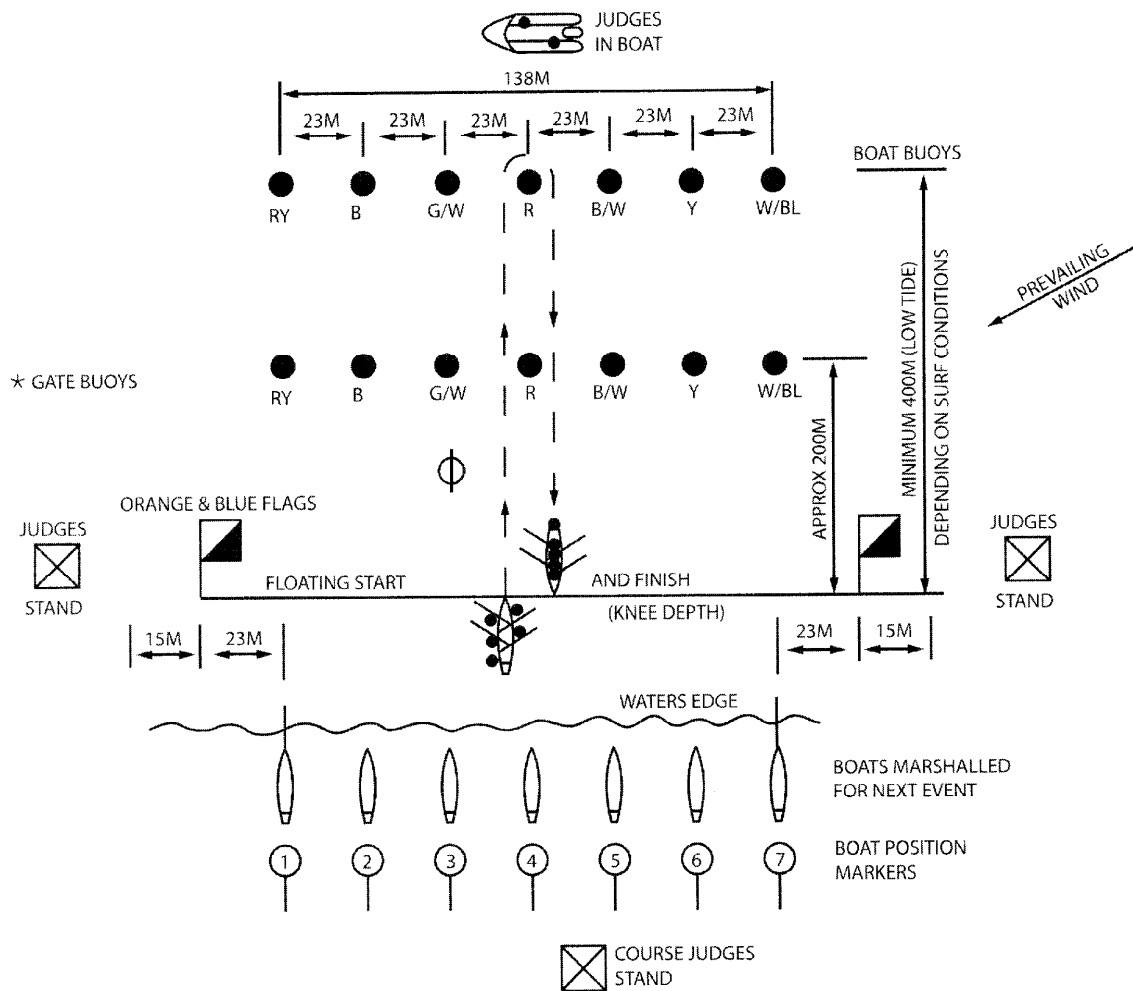 JUDGES
IN BOAT
138M
23M 23M 23M 23M 23M 23M
BOAT BUOYS
RY B G/W R B/W Y W/BL
PREVAILING
WIND
MINIMUM 400M (LOW TIDE)
DEPENDING ON SURF CONDITIONS
* GATE BUOYS
RY B G/W R B/W Y W/BL
APPROX 200M
ORANGE & BLUE FLAGS
JUDGES
STAND
JUDGES
STAND
FLOATING START AND FINISH
(KNEE DEPTH)
15M 23M 23M 15M
WATERS EDGE
BOATS MARSHALLED
FOR NEXT EVENT
1 2 3 4 5 6 7
BOAT POSITION
MARKERS
COURSE JUDGES
STAND